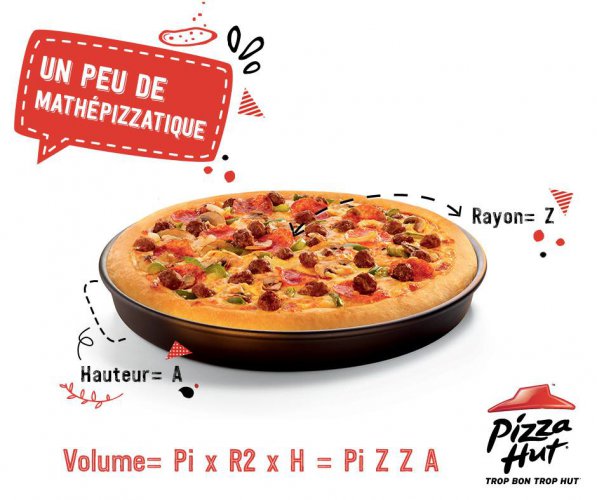 UN PEU DE
MATHÉPIZZATIQUE
Rayon= Z
Hauteur= A
Volume= Pi x R2 x H = Pi Z Z A
Pizza
Hut
TROP BON TROP HUT